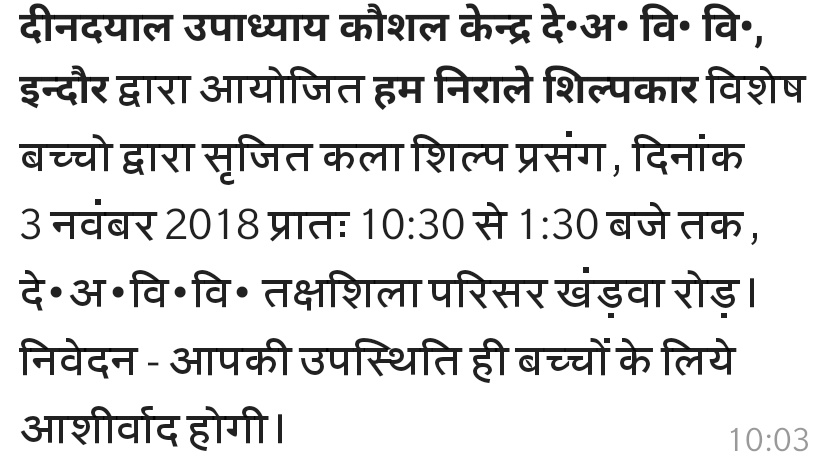 दीनदयाल उपाध्याय कौशल केन्द्र दे•अ• वि• वि•,
इन्दौर द्वारा आयोजित हम निराले शिल्पकार विशेष
बच्चो द्वारा सृजित कला शिल्प प्रसंग, दिनांक
3 नवंबर 2018 प्रातः 10:30 से 1:30 बजे तक,
दे•अ•वि•वि• तक्षशिला परिसर खंड़वा रोड़।
निवेदन - आपकी उपस्थिति ही बच्चों के लिये
आशीर्वाद होगी।
10:03